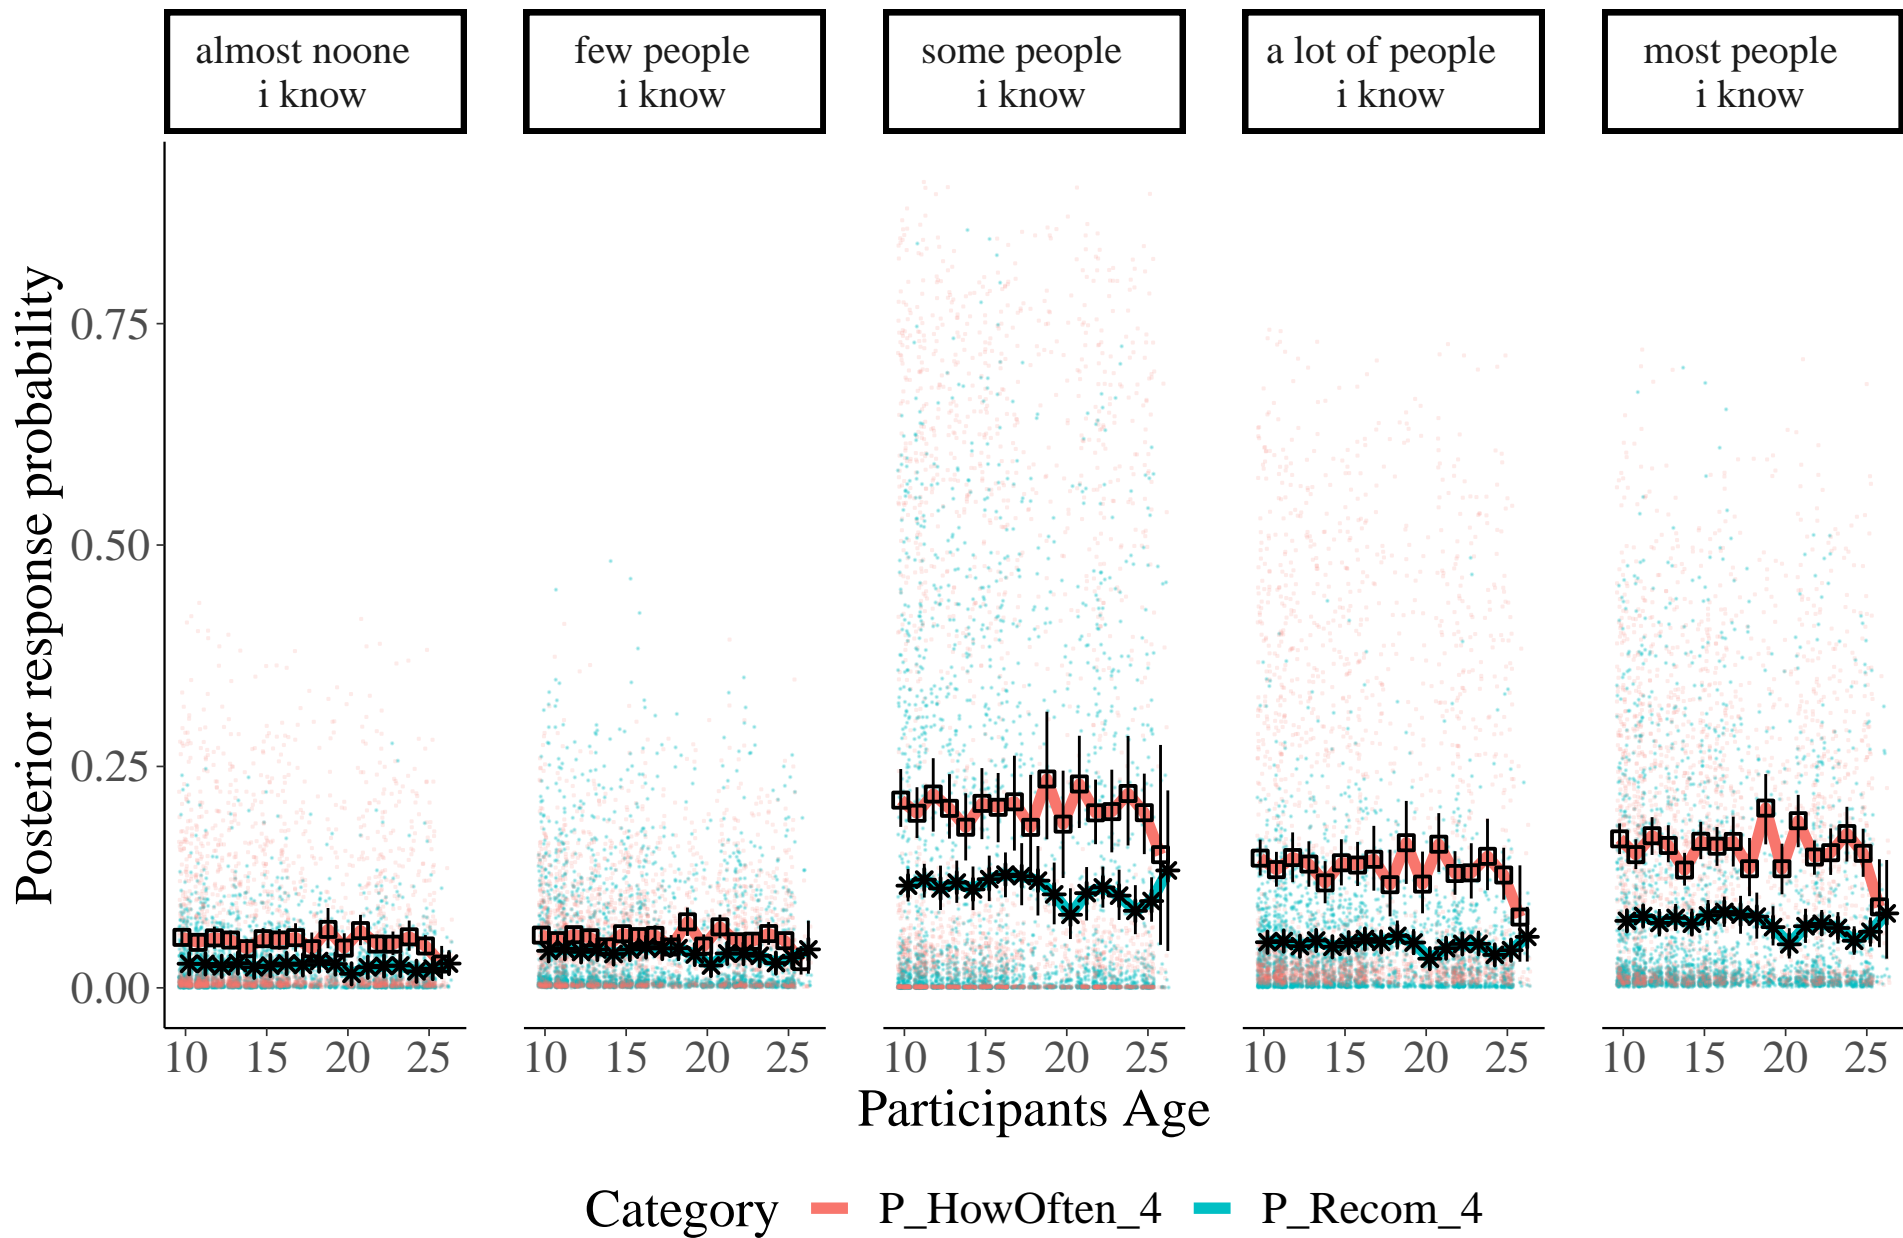 almost noone
i know
few people
i know
some people
i know
a lot of people
i know
most people
i know
Posterior response probability
0.75
0.50
0.25
0.00
10 15 20 25
10 15 20 25
10 15 20 25
10 15 20 25
10 15 20 25
Participants Age
Category P_HowOften_4 P_Recom_4